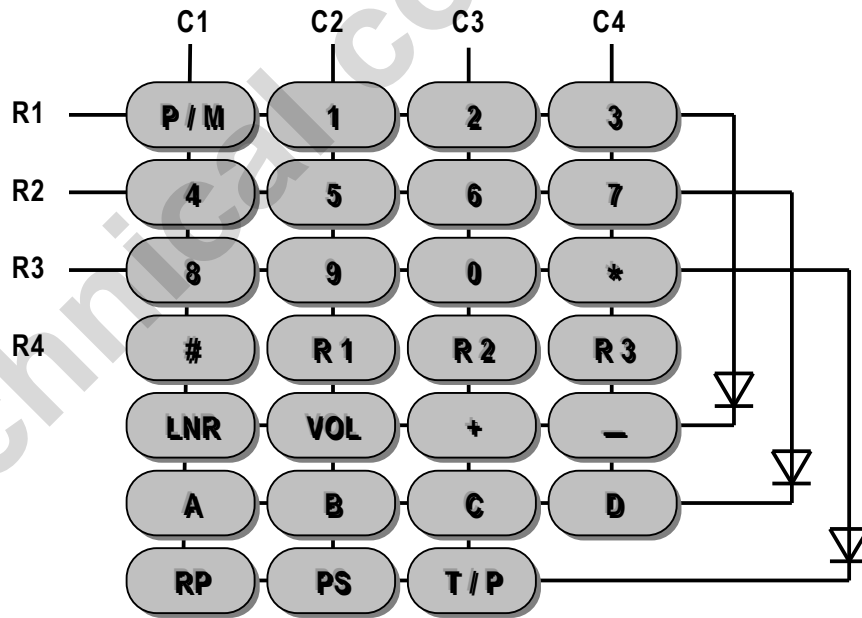 C1 C2 C3 C4
R1 P / M 1 2 3
R2 4 5 6 7
R3 8 9 0 *
R4 # R 1 R 2 R 3
LNR VOL + –
A B C D
RP PS T / P